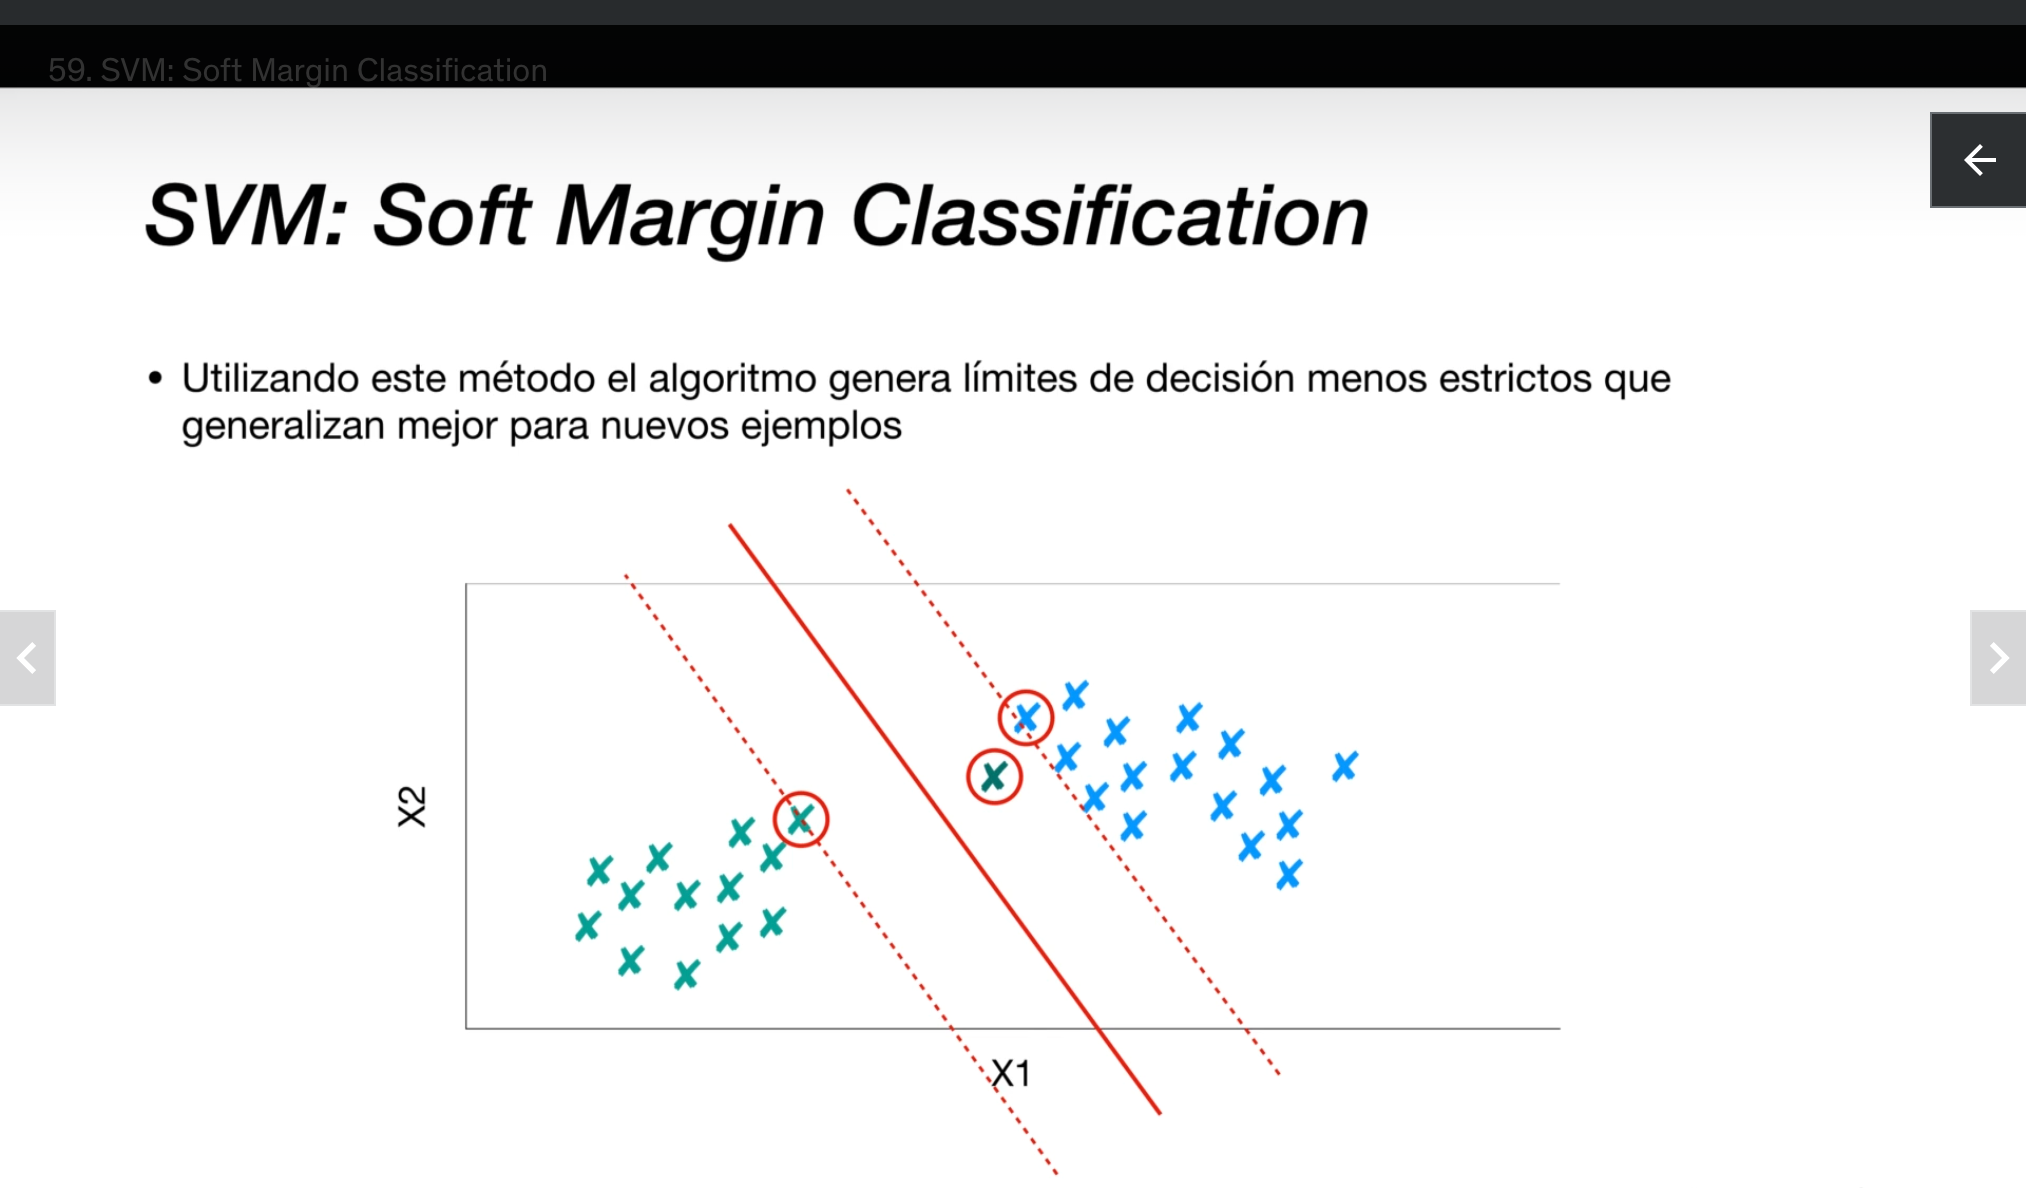 59. SVM: Soft Margin Classification
SVM: Soft Margin Classification
• Utilizando este método el algoritmo genera límites de decisión menos estrictos que
generalizan mejor para nuevos ejemplos
X2
X1